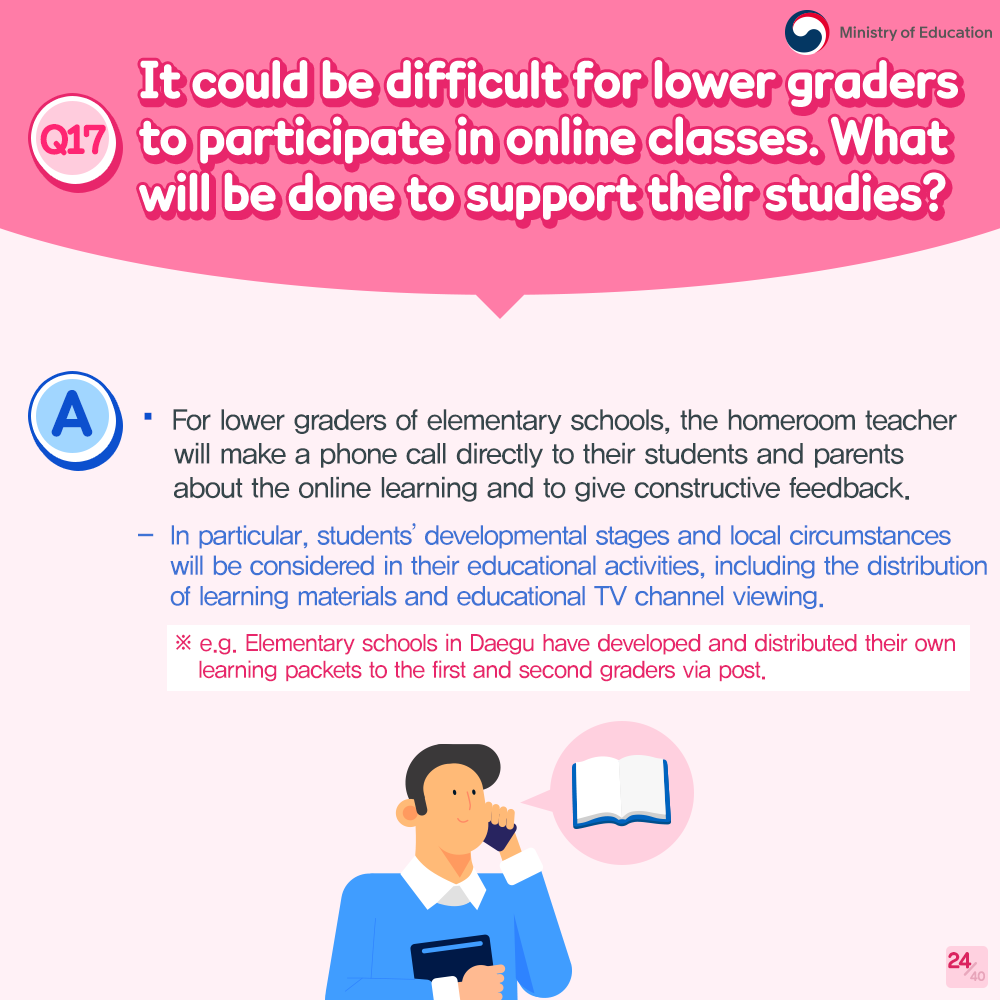 Ministry of Education
Q17
It could be difficult for lower graders
to participate in online classes. What
will be done to support their studies?
A
▪ For lower graders of elementary schools, the homeroom teacher
will make a phone call directly to their students and parents
about the online learning and to give constructive feedback.
– In particular, students’ developmental stages and local circumstances
will be considered in their educational activities, including the distribution
of learning materials and educational TV channel viewing.
※ e.g. Elementary schools in Daegu have developed and distributed their own
learning packets to the first and second graders via post.
24/40